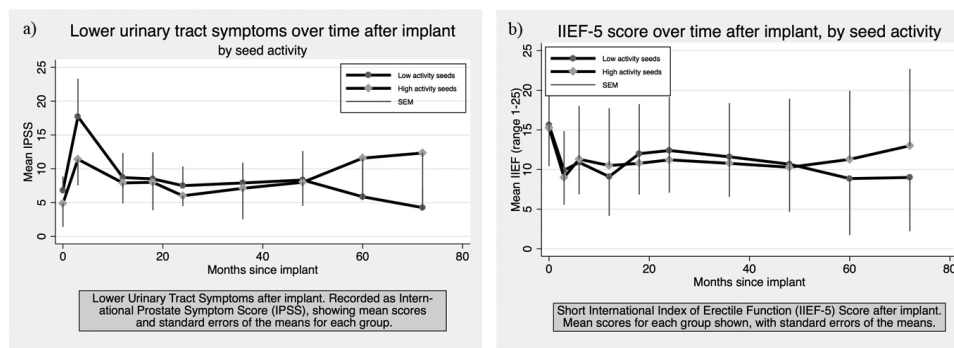 a)
Lower urinary tract symptoms over time after implant
by seed activity
Low activity seeds
High activity seeds
SEM
Mean IPSS
25
20
15
10
5
0
0 20 40 60 80
Months since implant
Lower Urinary Tract Symptoms after implant. Recorded as Inter-
national Prostate Symptom Score (IPSS), showing mean scores
and standard errors of the means for each group.
b)
IIEF-5 score over time after implant, by seed activity
Low activity seeds
High activity seeds
SEM
Mean IIEF (range 1-25)
25
20
15
10
5
0
0 20 40 60 80
Months since implant
Short International Index of Erectile Function (IIEF-5) Score after implant.
Mean scores for each group shown, with standard errors of the means.